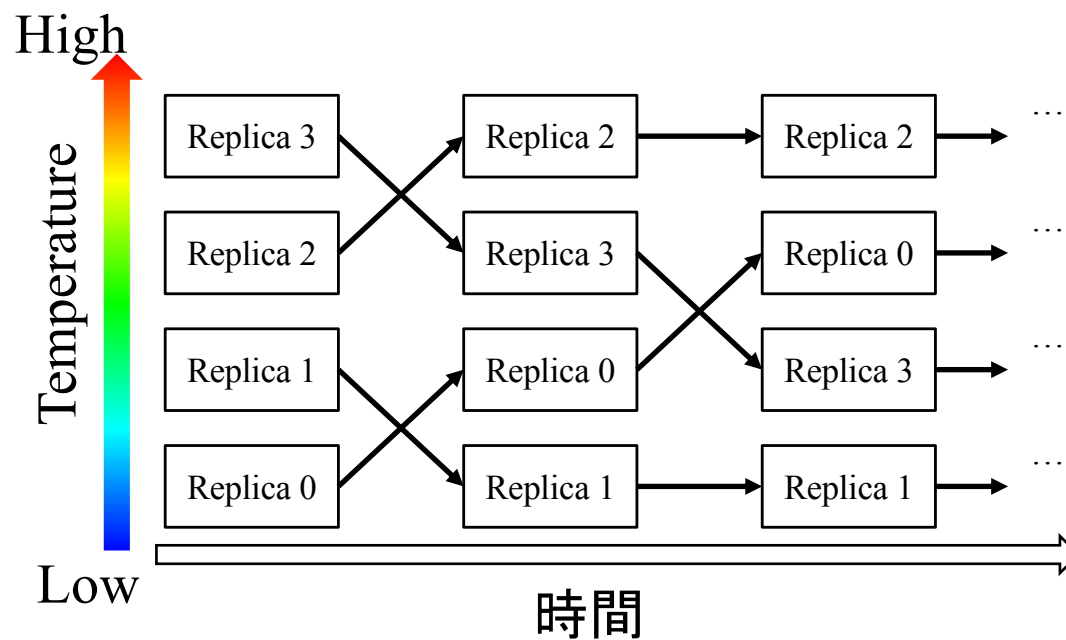 High
Temperature
Low
Replica 3
Replica 2
Replica 2
…
Replica 2
Replica 3
Replica 0
…
Replica 1
Replica 0
Replica 3
…
Replica 0
Replica 1
Replica 1
…
時間